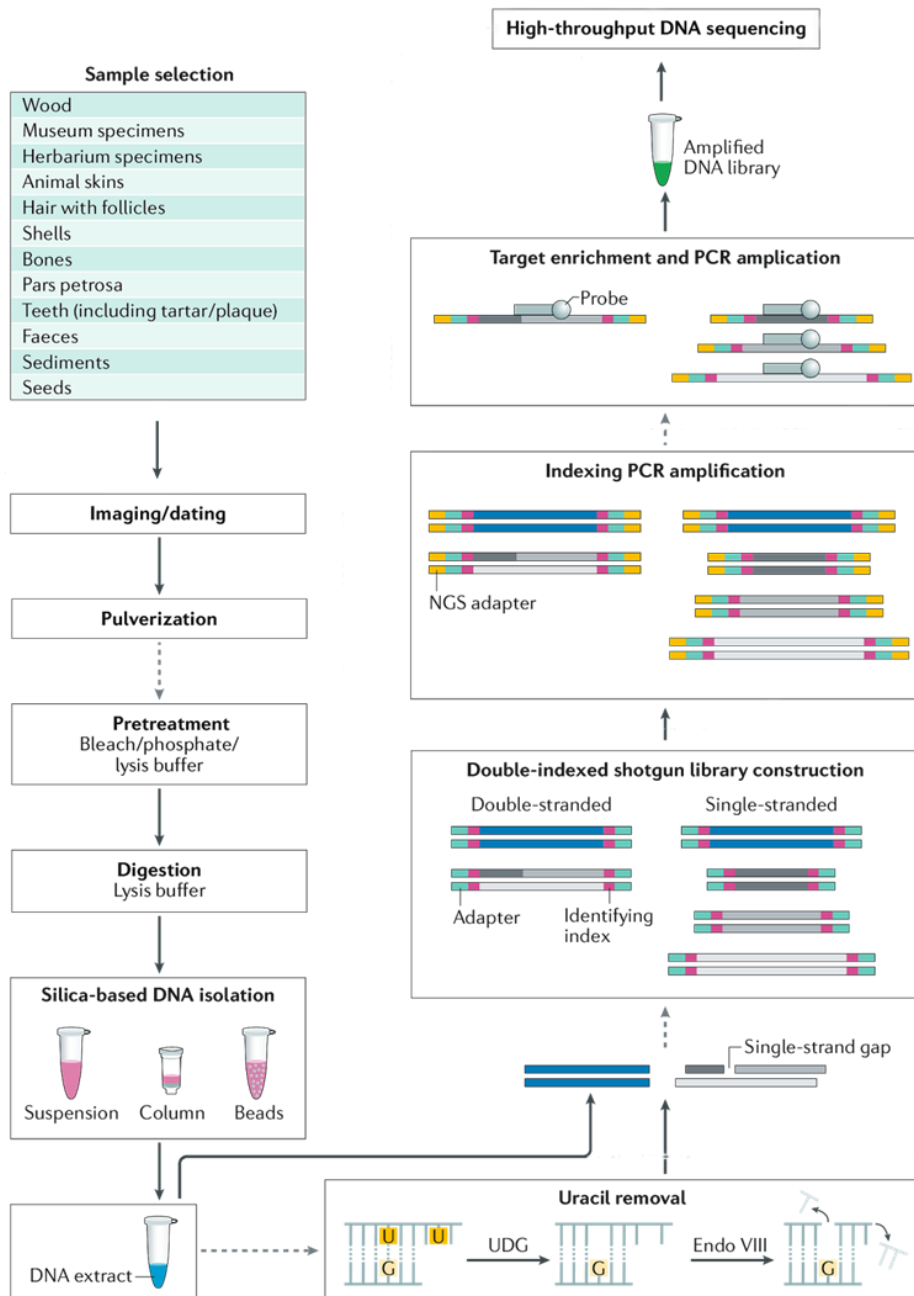 Sample selection
Wood
Museum specimens
Herbarium specimens
Animal skins
Hair with follicles
Shells
Bones
Pars petrosa
Teeth (including tartar/plaque)
Faeces
Sediments
Seeds
Imaging/dating
Pulverization
Pretreatment
Bleach/phosphate/
lysis buffer
Digestion
Lysis buffer
Silica-based DNA isolation
Suspension
Column
Beads
DNA extract
Uracil removal
U
U
G
UDG
G
Endo VIII
G
Single-strand gap
Double-indexed shotgun library construction
Double-stranded
Single-stranded
Adapter
Identifying
index
Indexing PCR amplification
NGS adapter
Target enrichment and PCR amplication
Probe
Amplified
DNA library
High-throughput DNA sequencing